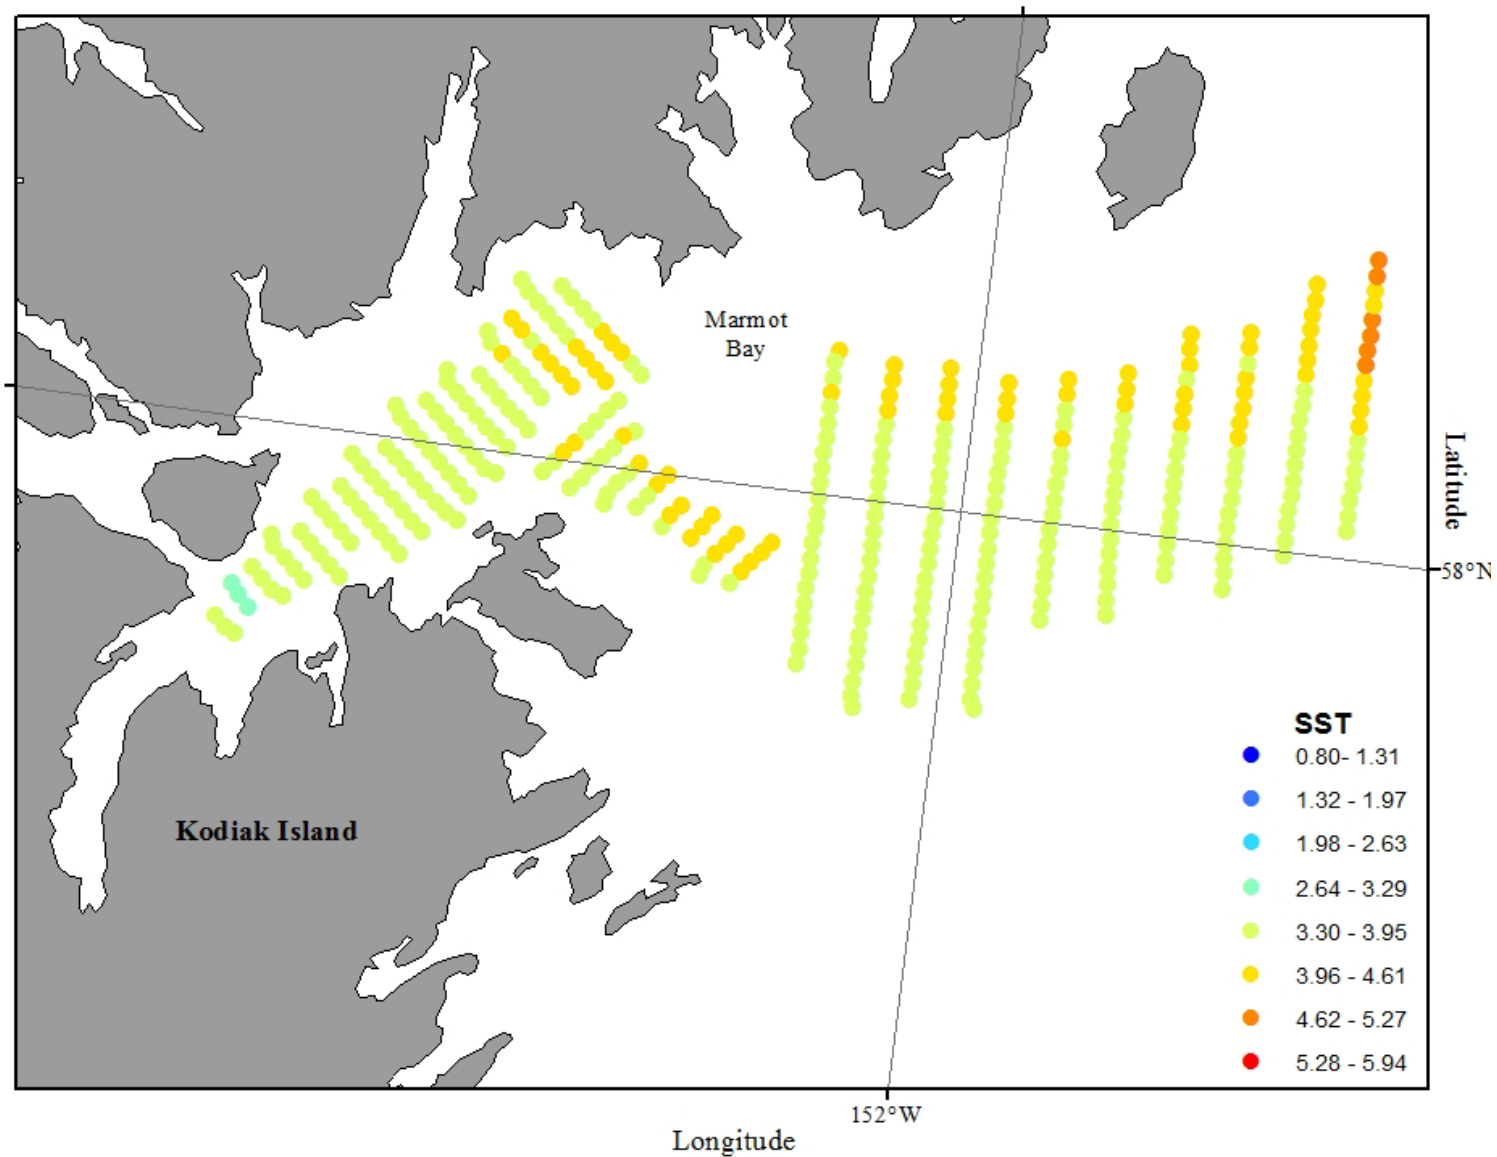 Marmot
Bay
Latitude
58°N
SST
0.80- 1.31
1.32 - 1.97
1.98 - 2.63
2.64 - 3.29
3.30 - 3.95
3.96 - 4.61
4.62 - 5.27
5.28 - 5.94
Kodiak Island
152°W
Longitude